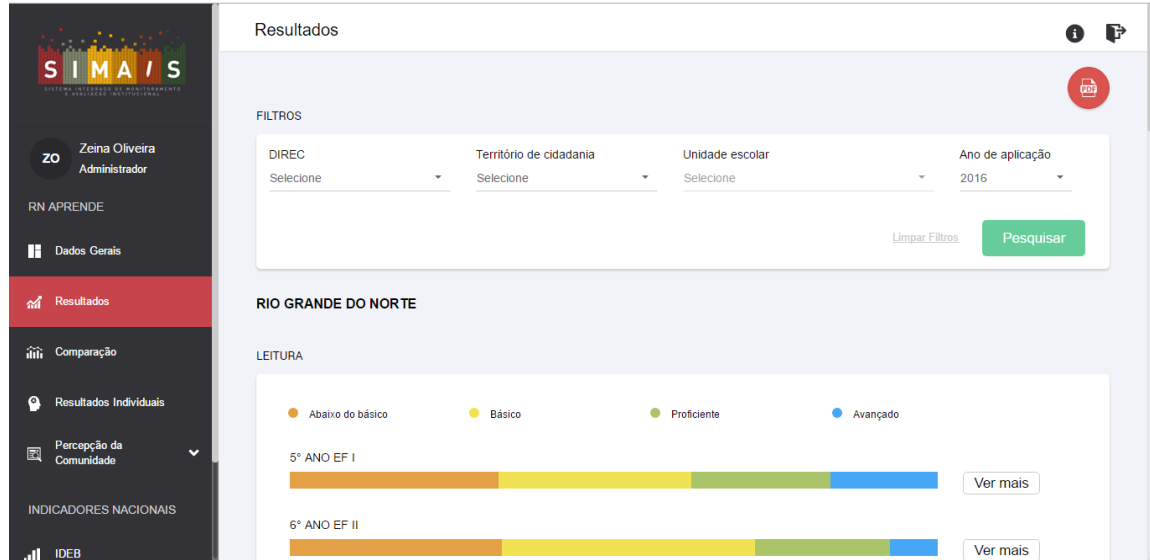 SIMAIS
SISTEMA INTEGRADO DE MONITORAMENTO
E AVALIAÇÃO INSTITUCIONAL
ZO
Zeina Oliveira
Administrador
RN APRENDE
Dados Gerais
Resultados
Comparação
Resultados Individuais
Percepção da
Comunidade
INDICADORES NACIONAIS
IDEB
Resultados
PDF
FILTROS
DIREC Território de cidadania Unidade escolar Ano de aplicação
Selecione Selecione Selecione 2016
Limpar Filtros Pesquisar
RIO GRANDE DO NORTE
LEITURA
Abaixo do básico Básico Proficiente Avançado
5° ANO EF I
Ver mais
6° ANO EF II
Ver mais